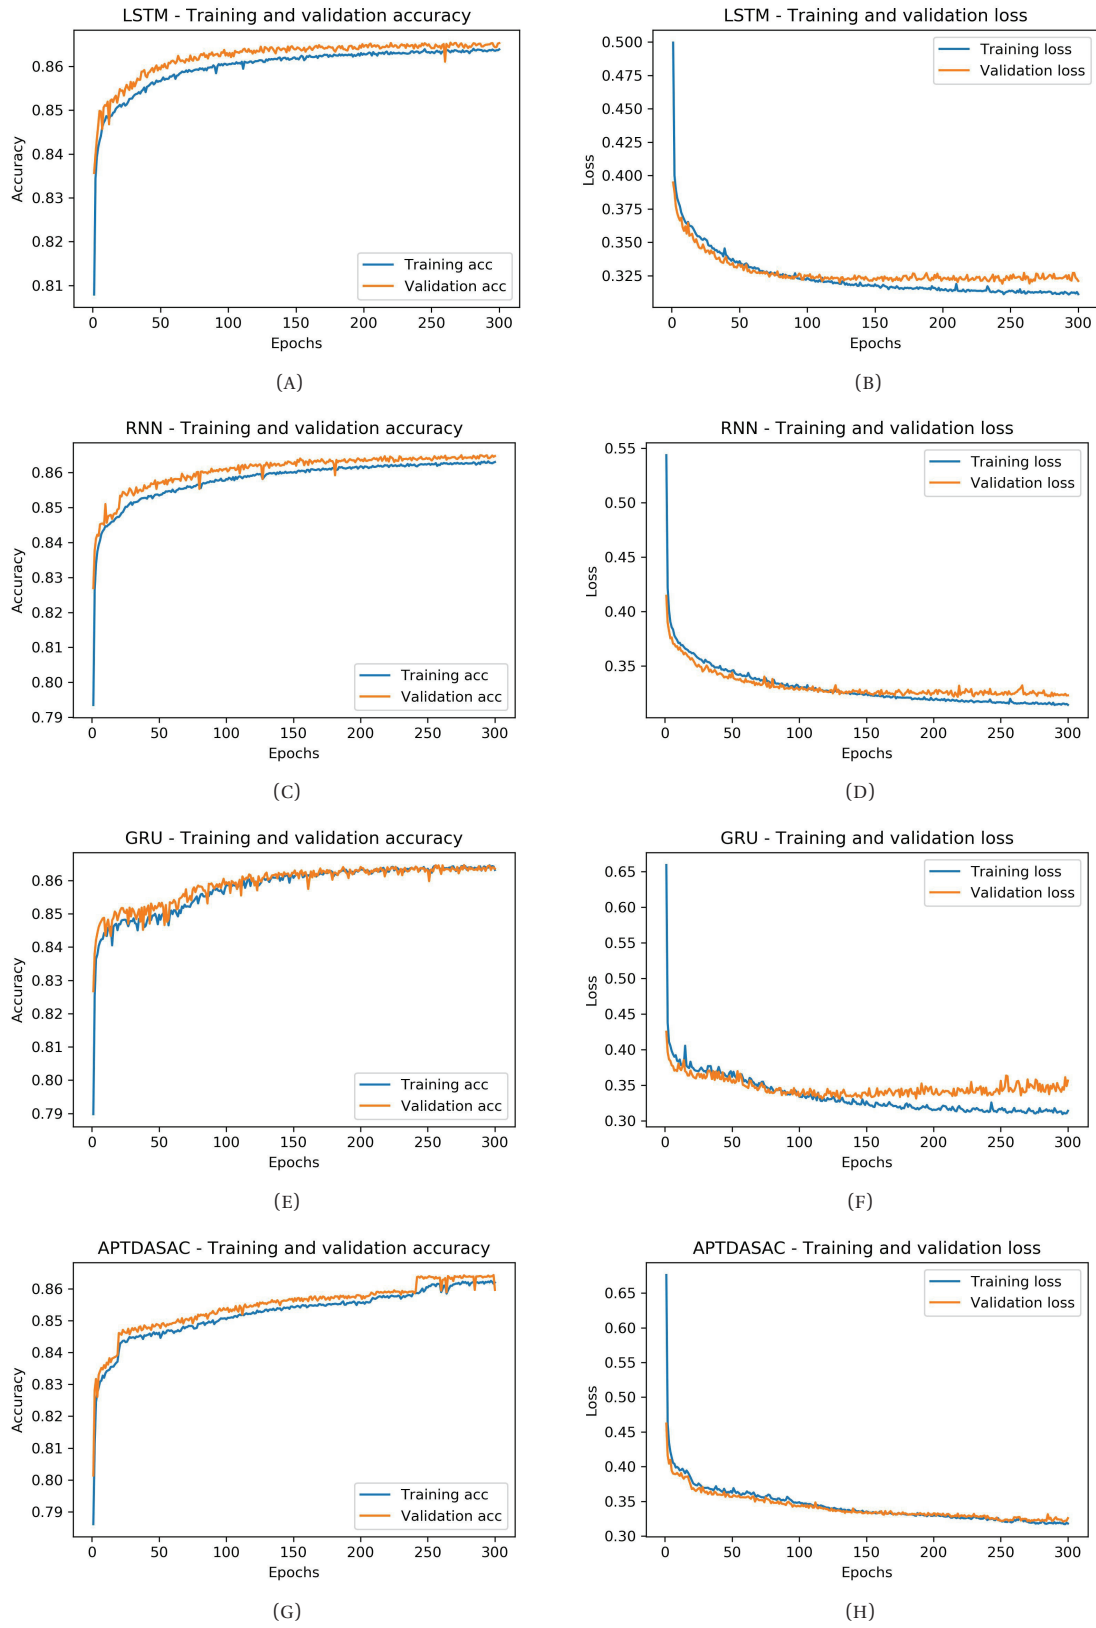 LSTM - Training and validation accuracy
0.86
0.85
0.84
0.83
0.82
0.81
Accuracy
Training acc
Validation acc
0 50 100 150 200 250 300
Epochs
(A)
LSTM - Training and validation loss
0.500
0.475
0.450
0.425
0.400
0.375
0.350
0.325
Loss
Training loss
Validation loss
0 50 100 150 200 250 300
Epochs
(B)
RNN - Training and validation accuracy
0.86
0.85
0.84
0.83
0.82
0.81
0.80
0.79
Accuracy
Training acc
Validation acc
0 50 100 150 200 250 300
Epochs
(C)
RNN - Training and validation loss
0.55
0.50
0.45
0.40
0.35
Loss
Training loss
Validation loss
0 50 100 150 200 250 300
Epochs
(D)
GRU - Training and validation accuracy
0.86
0.85
0.84
0.83
0.82
0.81
0.80
0.79
Accuracy
Training acc
Validation acc
0 50 100 150 200 250 300
Epochs
(E)
GRU - Training and validation loss
0.65
0.60
0.55
0.50
0.45
0.40
0.35
0.30
Loss
Training loss
Validation loss
0 50 100 150 200 250 300
Epochs
(F)
APTDASAC - Training and validation accuracy
0.86
0.85
0.84
0.83
0.82
0.81
0.80
0.79
Accuracy
Training acc
Validation acc
0 50 100 150 200 250 300
Epochs
(G)
APTDASAC - Training and validation loss
0.65
0.60
0.55
0.50
0.45
0.40
0.35
0.30
Loss
Training loss
Validation loss
0 50 100 150 200 250 300
Epochs
(H)